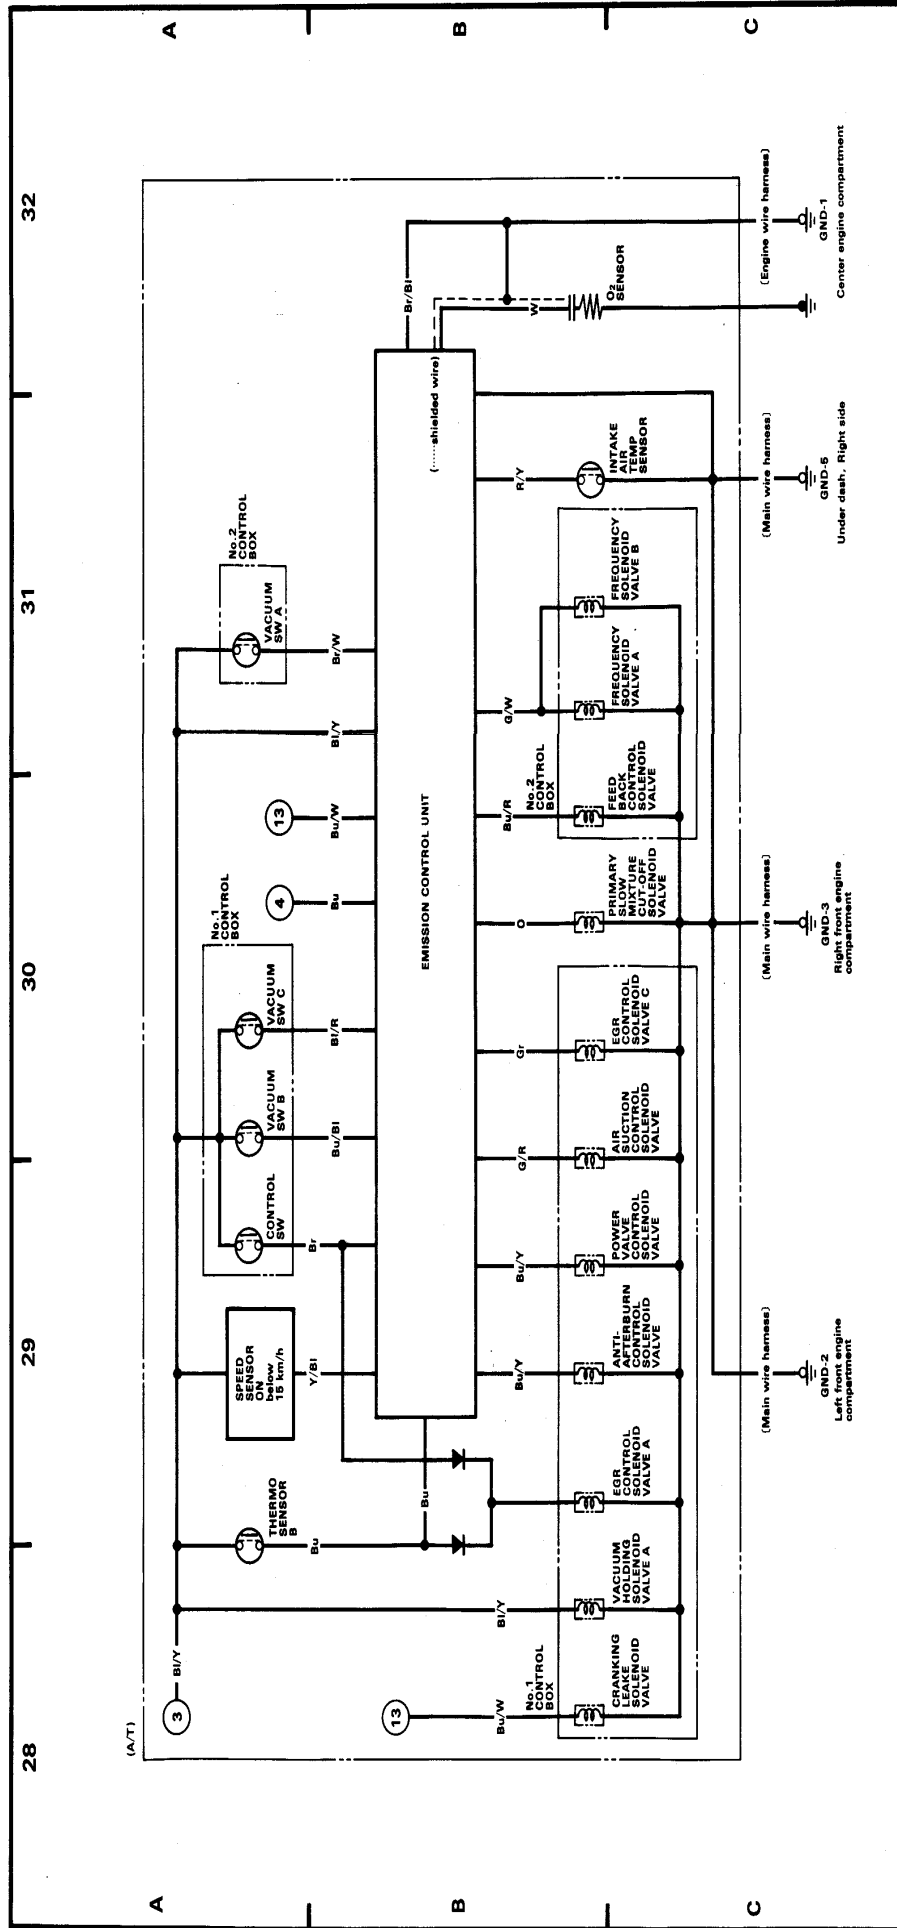 28
29
30
31
32
A
B
C
A
B
C
(A/T)
3
Bl/Y
THERMO
SENSOR
B
Bu
SPEED
SENSOR
ON
below
15 km/h
Y/Bl
No.1
CONTROL
BOX
CONTROL
SW
Br
VACUUM
SW B
Bu/Bl
VACUUM
SW C
Bl/R
4
Bu
13
Bu/W
Bl/Y
No.2
CONTROL
BOX
VACUUM
SW A
Br/W
Br/Bl
EMISSION CONTROL UNIT
(......shielded wire)
Bu
13
Bu/W
Bl/Y
Bu/Y
Bu/Y
G/R
Gr
O
Bu/R
G/W
R/Y
W
No.1
CONTROL
BOX
CRANKING
LEAKE
SOLENOID
VALVE
VACUUM
HOLDING
SOLENOID
VALVE A
EGR
CONTROL
SOLENOID
VALVE A
ANTI-
AFTERBURN
CONTROL
SOLENOID
VALVE
POWER
VALVE
CONTROL
SOLENOID
VALVE
AIR
SUCTION
CONTROL
SOLENOID
VALVE
EGR
CONTROL
SOLENOID
VALVE C
PRIMARY
SLOW
MIXTURE
CUT-OFF
SOLENOID
VALVE
No.2
CONTROL
BOX
FEED
BACK
CONTROL
SOLENOID
VALVE
FREQUENCY
SOLENOID
VALVE A
FREQUENCY
SOLENOID
VALVE B
INTAKE
AIR
TEMP
SENSOR
O2
SENSOR
(Main wire harness)
GND-2
Left front engine
compartment
(Main wire harness)
GND-3
Right front engine
compartment
(Main wire harness)
GND-5
Under dash, Right side
(Engine wire harness)
GND-1
Center engine compartment